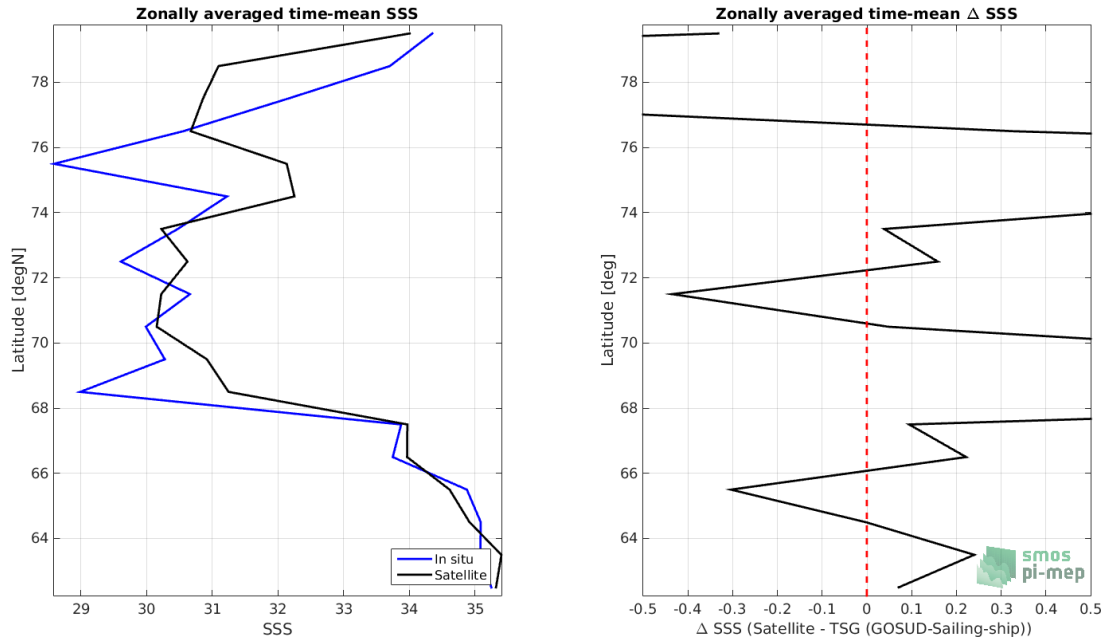 Zonally averaged time-mean SSS
78
76
74
72
70
68
66
64
Latitude [degN]
29 30 31 32 33 34 35
SSS
In situ
Satellite
Zonally averaged time-mean Δ SSS
78
76
74
72
70
68
66
64
Latitude [deg]
-0.5 -0.4 -0.3 -0.2 -0.1 0 0.1 0.2 0.3 0.4 0.5
Δ SSS (Satellite - TSG (GOSUD-Sailing-ship))
smos
pi-mep